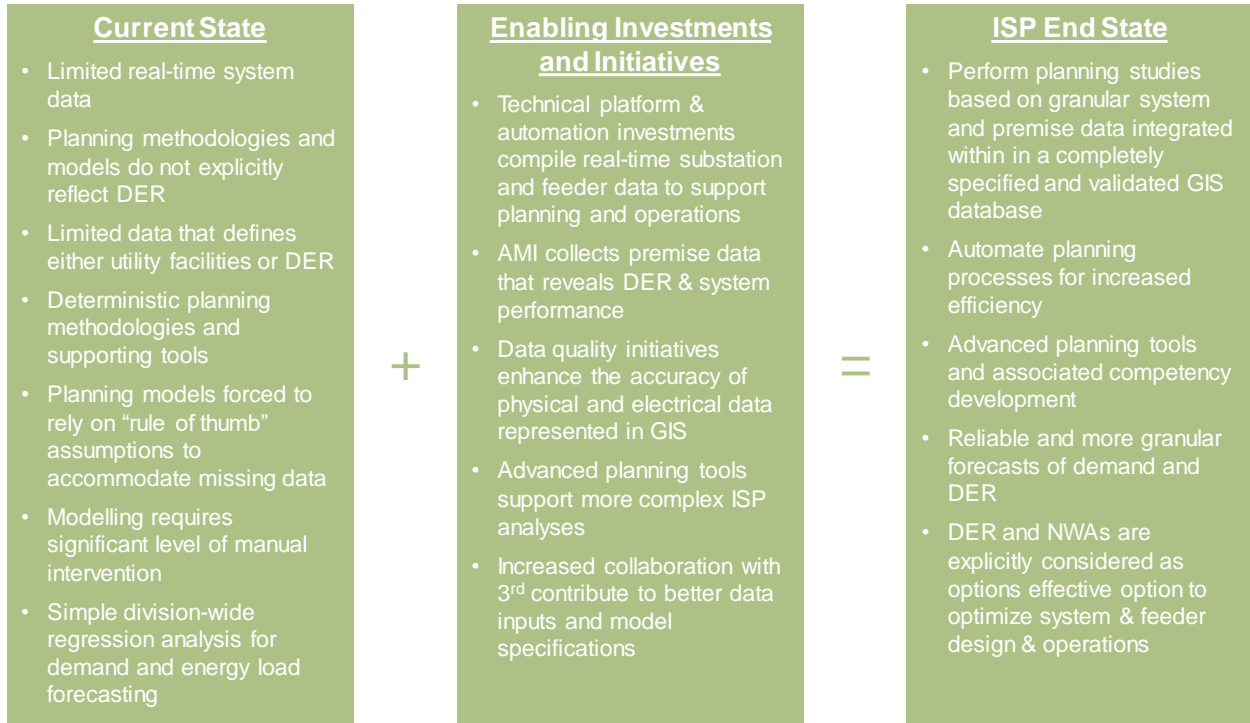 Current State
• Limited real-time system
data
• Planning methodologies and
models do not explicitly
reflect DER
• Limited data that defines
either utility facilities or DER
• Deterministic planning
methodologies and
supporting tools
• Planning models forced to
rely on “rule of thumb”
assumptions to
accommodate missing data
• Modelling requires
significant level of manual
intervention
• Simple division-wide
regression analysis for
demand and energy load
forecasting
+
Enabling Investments
and Initiatives
• Technical platform &
automation investments
compile real-time substation
and feeder data to support
planning and operations
• AMI collects premise data
that reveals DER & system
performance
• Data quality initiatives
enhance the accuracy of
physical and electrical data
represented in GIS
• Advanced planning tools
support more complex ISP
analyses
• Increased collaboration with
3rd contribute to better data
inputs and model
specifications
=
ISP End State
• Perform planning studies
based on granular system
and premise data integrated
within in a completely
specified and validated GIS
database
• Automate planning
processes for increased
efficiency
• Advanced planning tools
and associated competency
development
• Reliable and more granular
forecasts of demand and
DER
• DER and NWAs are
explicitly considered as
options effective option to
optimize system & feeder
design & operations